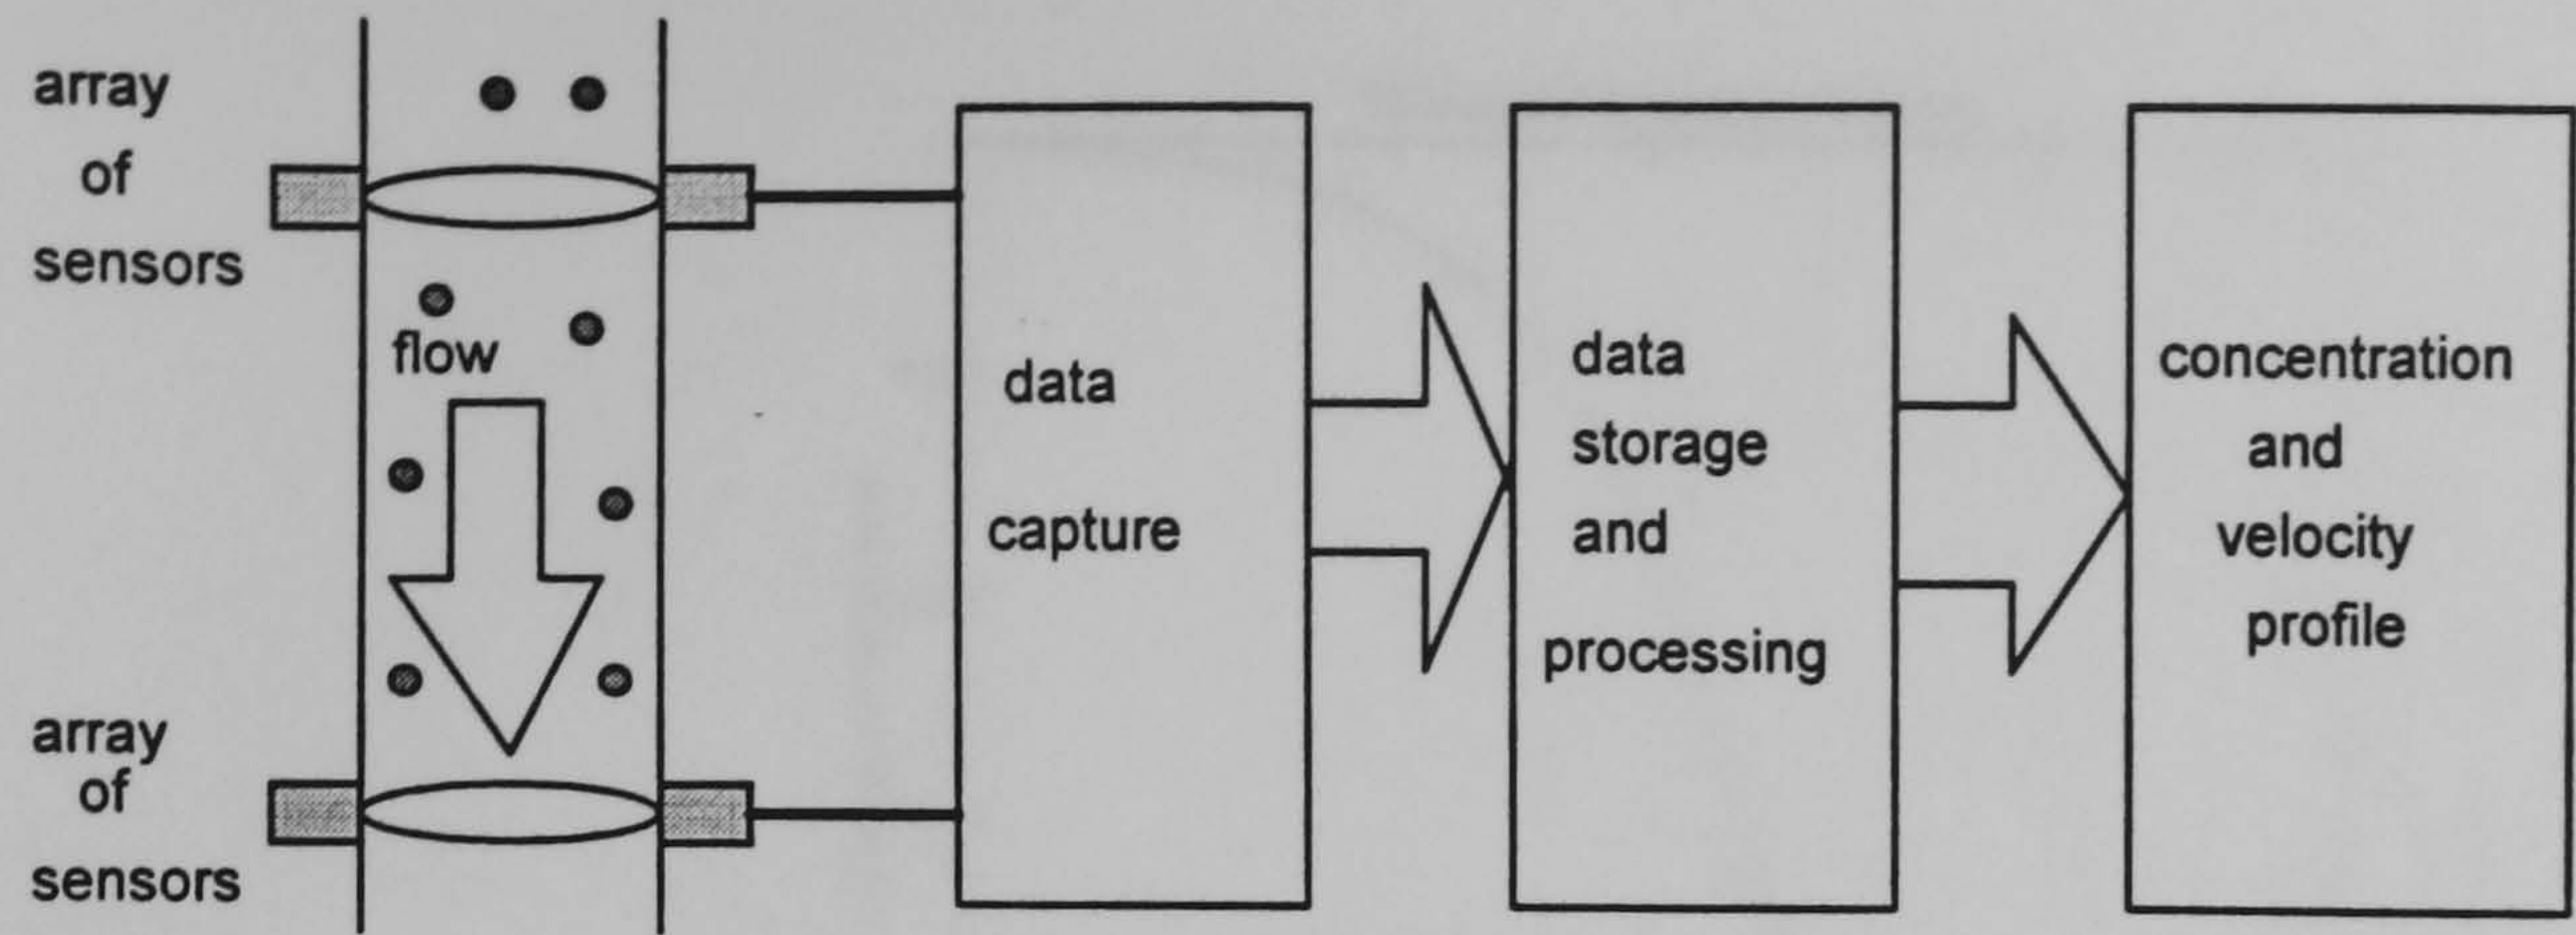 array
of
sensors
flow
array
of
sensors
data
capture
data
storage
and
processing
concentration
and
velocity
profile